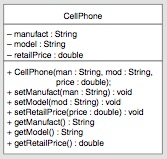 CellPhone
– manufact : String
– model : String
– retailPrice : double
+ CellPhone(man : String, mod : String,
price : double);
+ setManufact(man : String) : void
+ setModel(mod : String) : void
+ setRetailPrice(price : double) : void
+ getManufact() : String
+ getModel() : String
+ getRetailPrice() : double